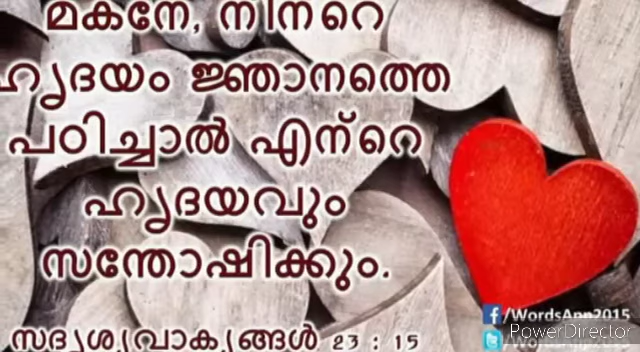 മകനേ, നിന്റെ
ഹൃദയം ജ്ഞാനത്തെ
പഠിച്ചാൽ എന്റെ
ഹൃദയവും
സന്തോഷിക്കും.
സദൃശ്യവാക്യങ്ങൾ 23 : 15
/WordsApp2015
PowerDirector